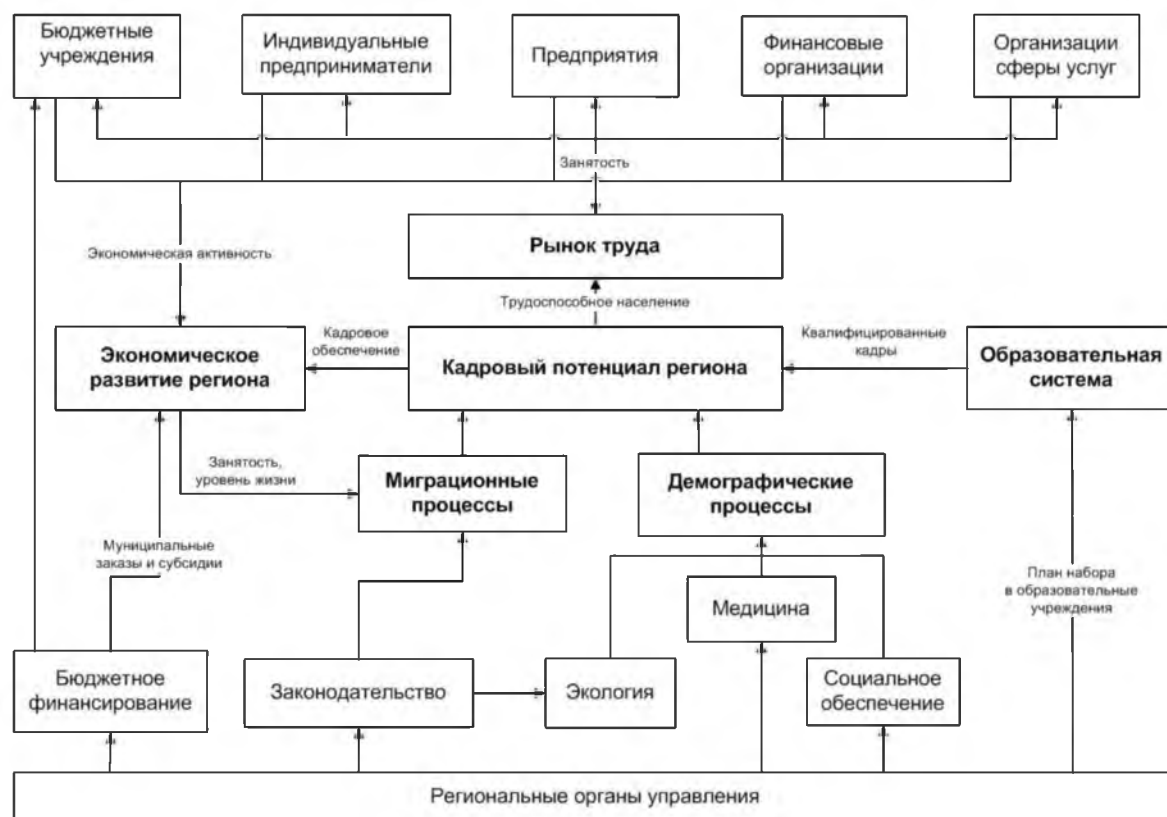 Бюджетные
учреждения
Индивидуальные
предприниматели
Предприятия
Финансовые
организации
Организации
сферы услуг
Занятость
Рынок труда
Экономическая активность
Трудоспособное население
Экономическое
развитие региона
Кадровое
обеспечение
Кадровый потенциал региона
Квалифицированные
кадры
Образовательная
система
Занятость,
уровень жизни
Миграционные
процессы
Демографические
процессы
Муниципальные
заказы и субсидии
Медицина
План набора
в образовательные
учреждения
Бюджетное
финансирование
Законодательство
Экология
Социальное
обеспечение
Региональные органы управления